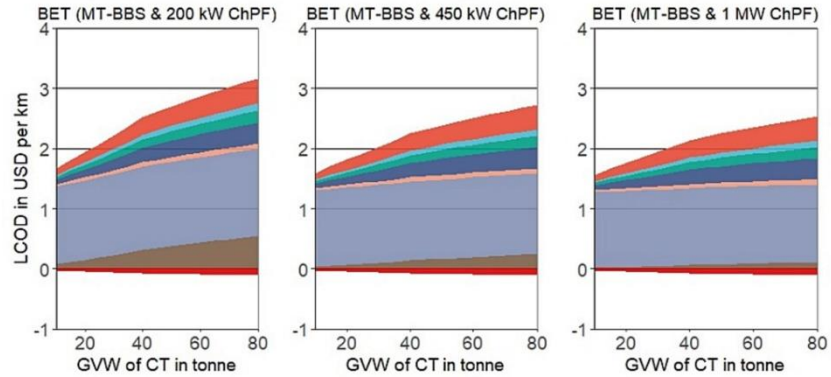 BET (MT-BBS & 200 kW ChPF)
BET (MT-BBS & 450 kW ChPF)
BET (MT-BBS & 1 MW ChPF)
LCOD in USD per km
4
3
2
1
0
-1
20 40 60 80
GVW of CT in tonne
4
3
2
1
0
-1
20 40 60 80
GVW of CT in tonne
4
3
2
1
0
-1
20 40 60 80
GVW of CT in tonne